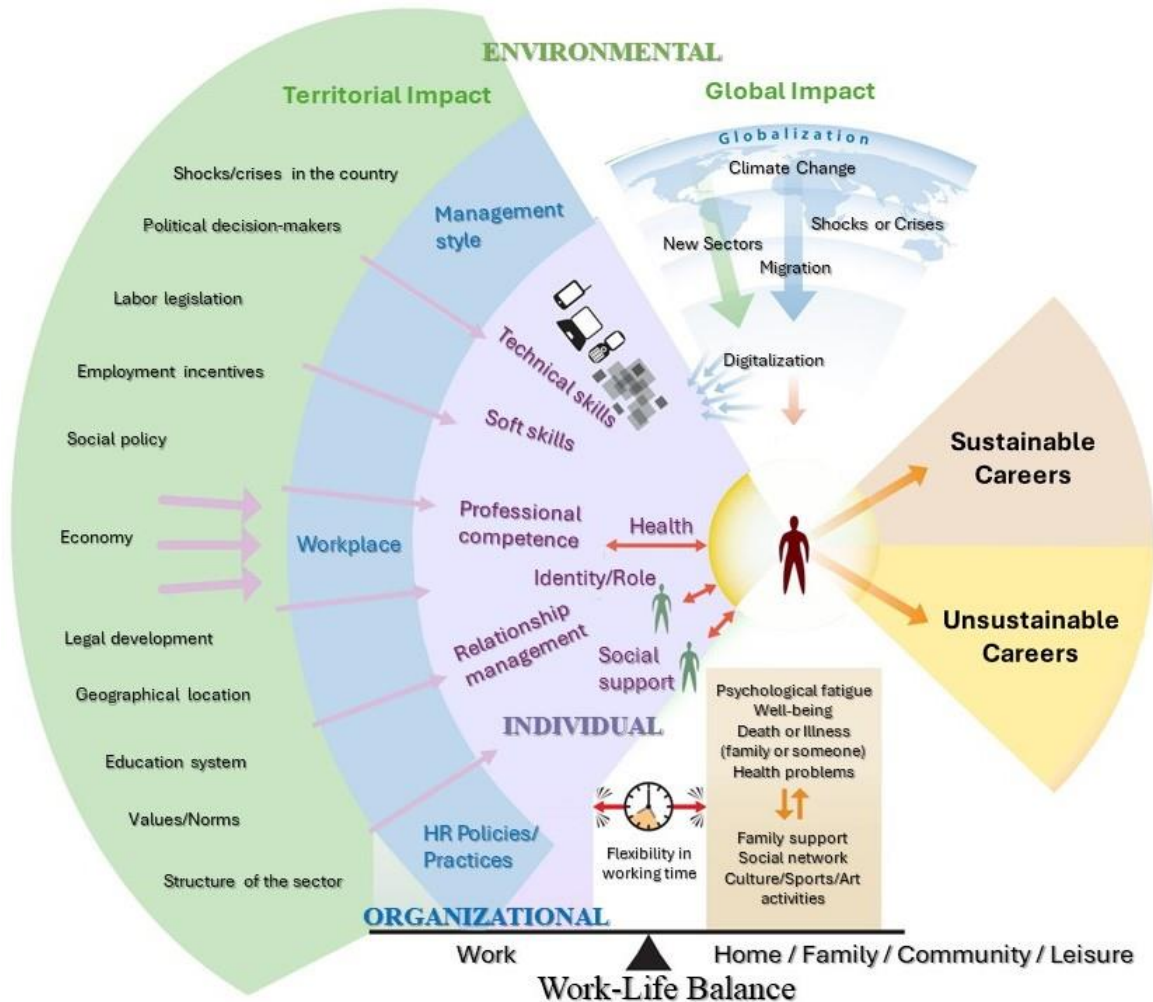 ENVIRONMENTAL
Territorial Impact
Global Impact
Globalization
Climate Change
Shocks or Crises
New Sectors
Migration
Digitalization
Shocks/crises in the country
Political decision-makers
Labor legislation
Employment incentives
Social policy
Economy
Legal development
Geographical location
Education system
Values/Norms
Structure of the sector
Management
style
Workplace
HR Policies/
Practices
ORGANIZATIONAL
Technical skills
Soft skills
Professional
competence
Relationship
management
Health
Identity/Role
Social
support
INDIVIDUAL
Sustainable
Careers
Unsustainable
Careers
Flexibility in
working time
Psychological fatigue
Well-being
Death or Illness
(family or someone)
Health problems
Family support
Social network
Culture/Sports/Art
activities
Work
Home / Family / Community / Leisure
Work-Life Balance